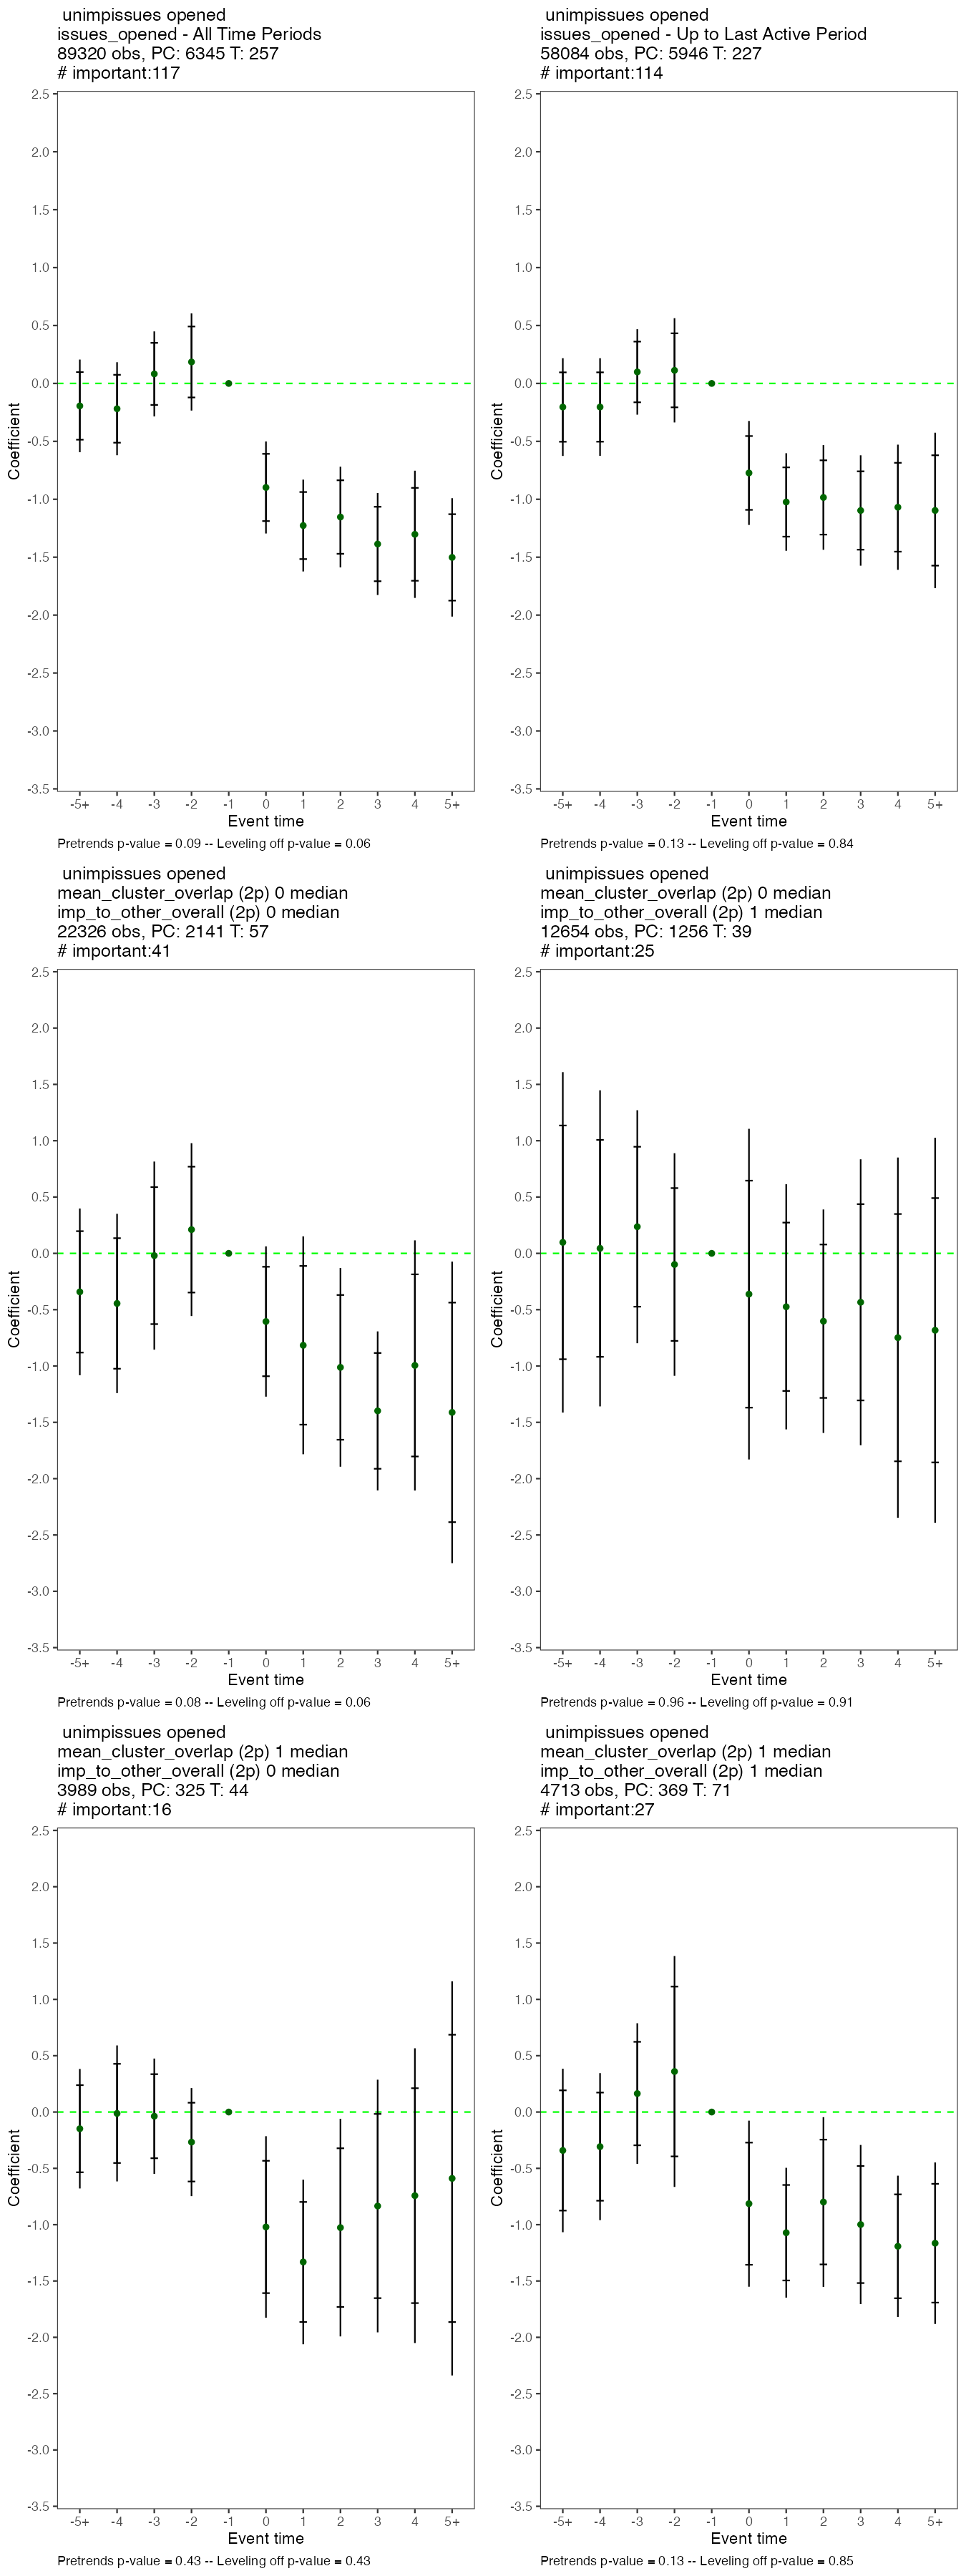 unimpissues opened
issues_opened - All Time Periods
89320 obs, PC: 6345 T: 257
# important:117
2.5
2.0
1.5
1.0
0.5
0.0
-0.5
-1.0
-1.5
-2.0
-2.5
-3.0
-3.5
Coefficient
-5+ -4 -3 -2 -1 0 1 2 3 4 5+
Event time
Pretrends p-value = 0.09 -- Leveling off p-value = 0.06
unimpissues opened
issues_opened - Up to Last Active Period
58084 obs, PC: 5946 T: 227
# important:114
2.5
2.0
1.5
1.0
0.5
0.0
-0.5
-1.0
-1.5
-2.0
-2.5
-3.0
-3.5
Coefficient
-5+ -4 -3 -2 -1 0 1 2 3 4 5+
Event time
Pretrends p-value = 0.13 -- Leveling off p-value = 0.84
unimpissues opened
mean_cluster_overlap (2p) 0 median
imp_to_other_overall (2p) 0 median
22326 obs, PC: 2141 T: 57
# important:41
2.5
2.0
1.5
1.0
0.5
0.0
-0.5
-1.0
-1.5
-2.0
-2.5
-3.0
-3.5
Coefficient
-5+ -4 -3 -2 -1 0 1 2 3 4 5+
Event time
Pretrends p-value = 0.08 -- Leveling off p-value = 0.06
unimpissues opened
mean_cluster_overlap (2p) 0 median
imp_to_other_overall (2p) 1 median
12654 obs, PC: 1256 T: 39
# important:25
2.5
2.0
1.5
1.0
0.5
0.0
-0.5
-1.0
-1.5
-2.0
-2.5
-3.0
-3.5
Coefficient
-5+ -4 -3 -2 -1 0 1 2 3 4 5+
Event time
Pretrends p-value = 0.96 -- Leveling off p-value = 0.91
unimpissues opened
mean_cluster_overlap (2p) 1 median
imp_to_other_overall (2p) 0 median
3989 obs, PC: 325 T: 44
# important:16
2.5
2.0
1.5
1.0
0.5
0.0
-0.5
-1.0
-1.5
-2.0
-2.5
-3.0
-3.5
Coefficient
-5+ -4 -3 -2 -1 0 1 2 3 4 5+
Event time
Pretrends p-value = 0.43 -- Leveling off p-value = 0.43
unimpissues opened
mean_cluster_overlap (2p) 1 median
imp_to_other_overall (2p) 1 median
4713 obs, PC: 369 T: 71
# important:27
2.5
2.0
1.5
1.0
0.5
0.0
-0.5
-1.0
-1.5
-2.0
-2.5
-3.0
-3.5
Coefficient
-5+ -4 -3 -2 -1 0 1 2 3 4 5+
Event time
Pretrends p-value = 0.13 -- Leveling off p-value = 0.85